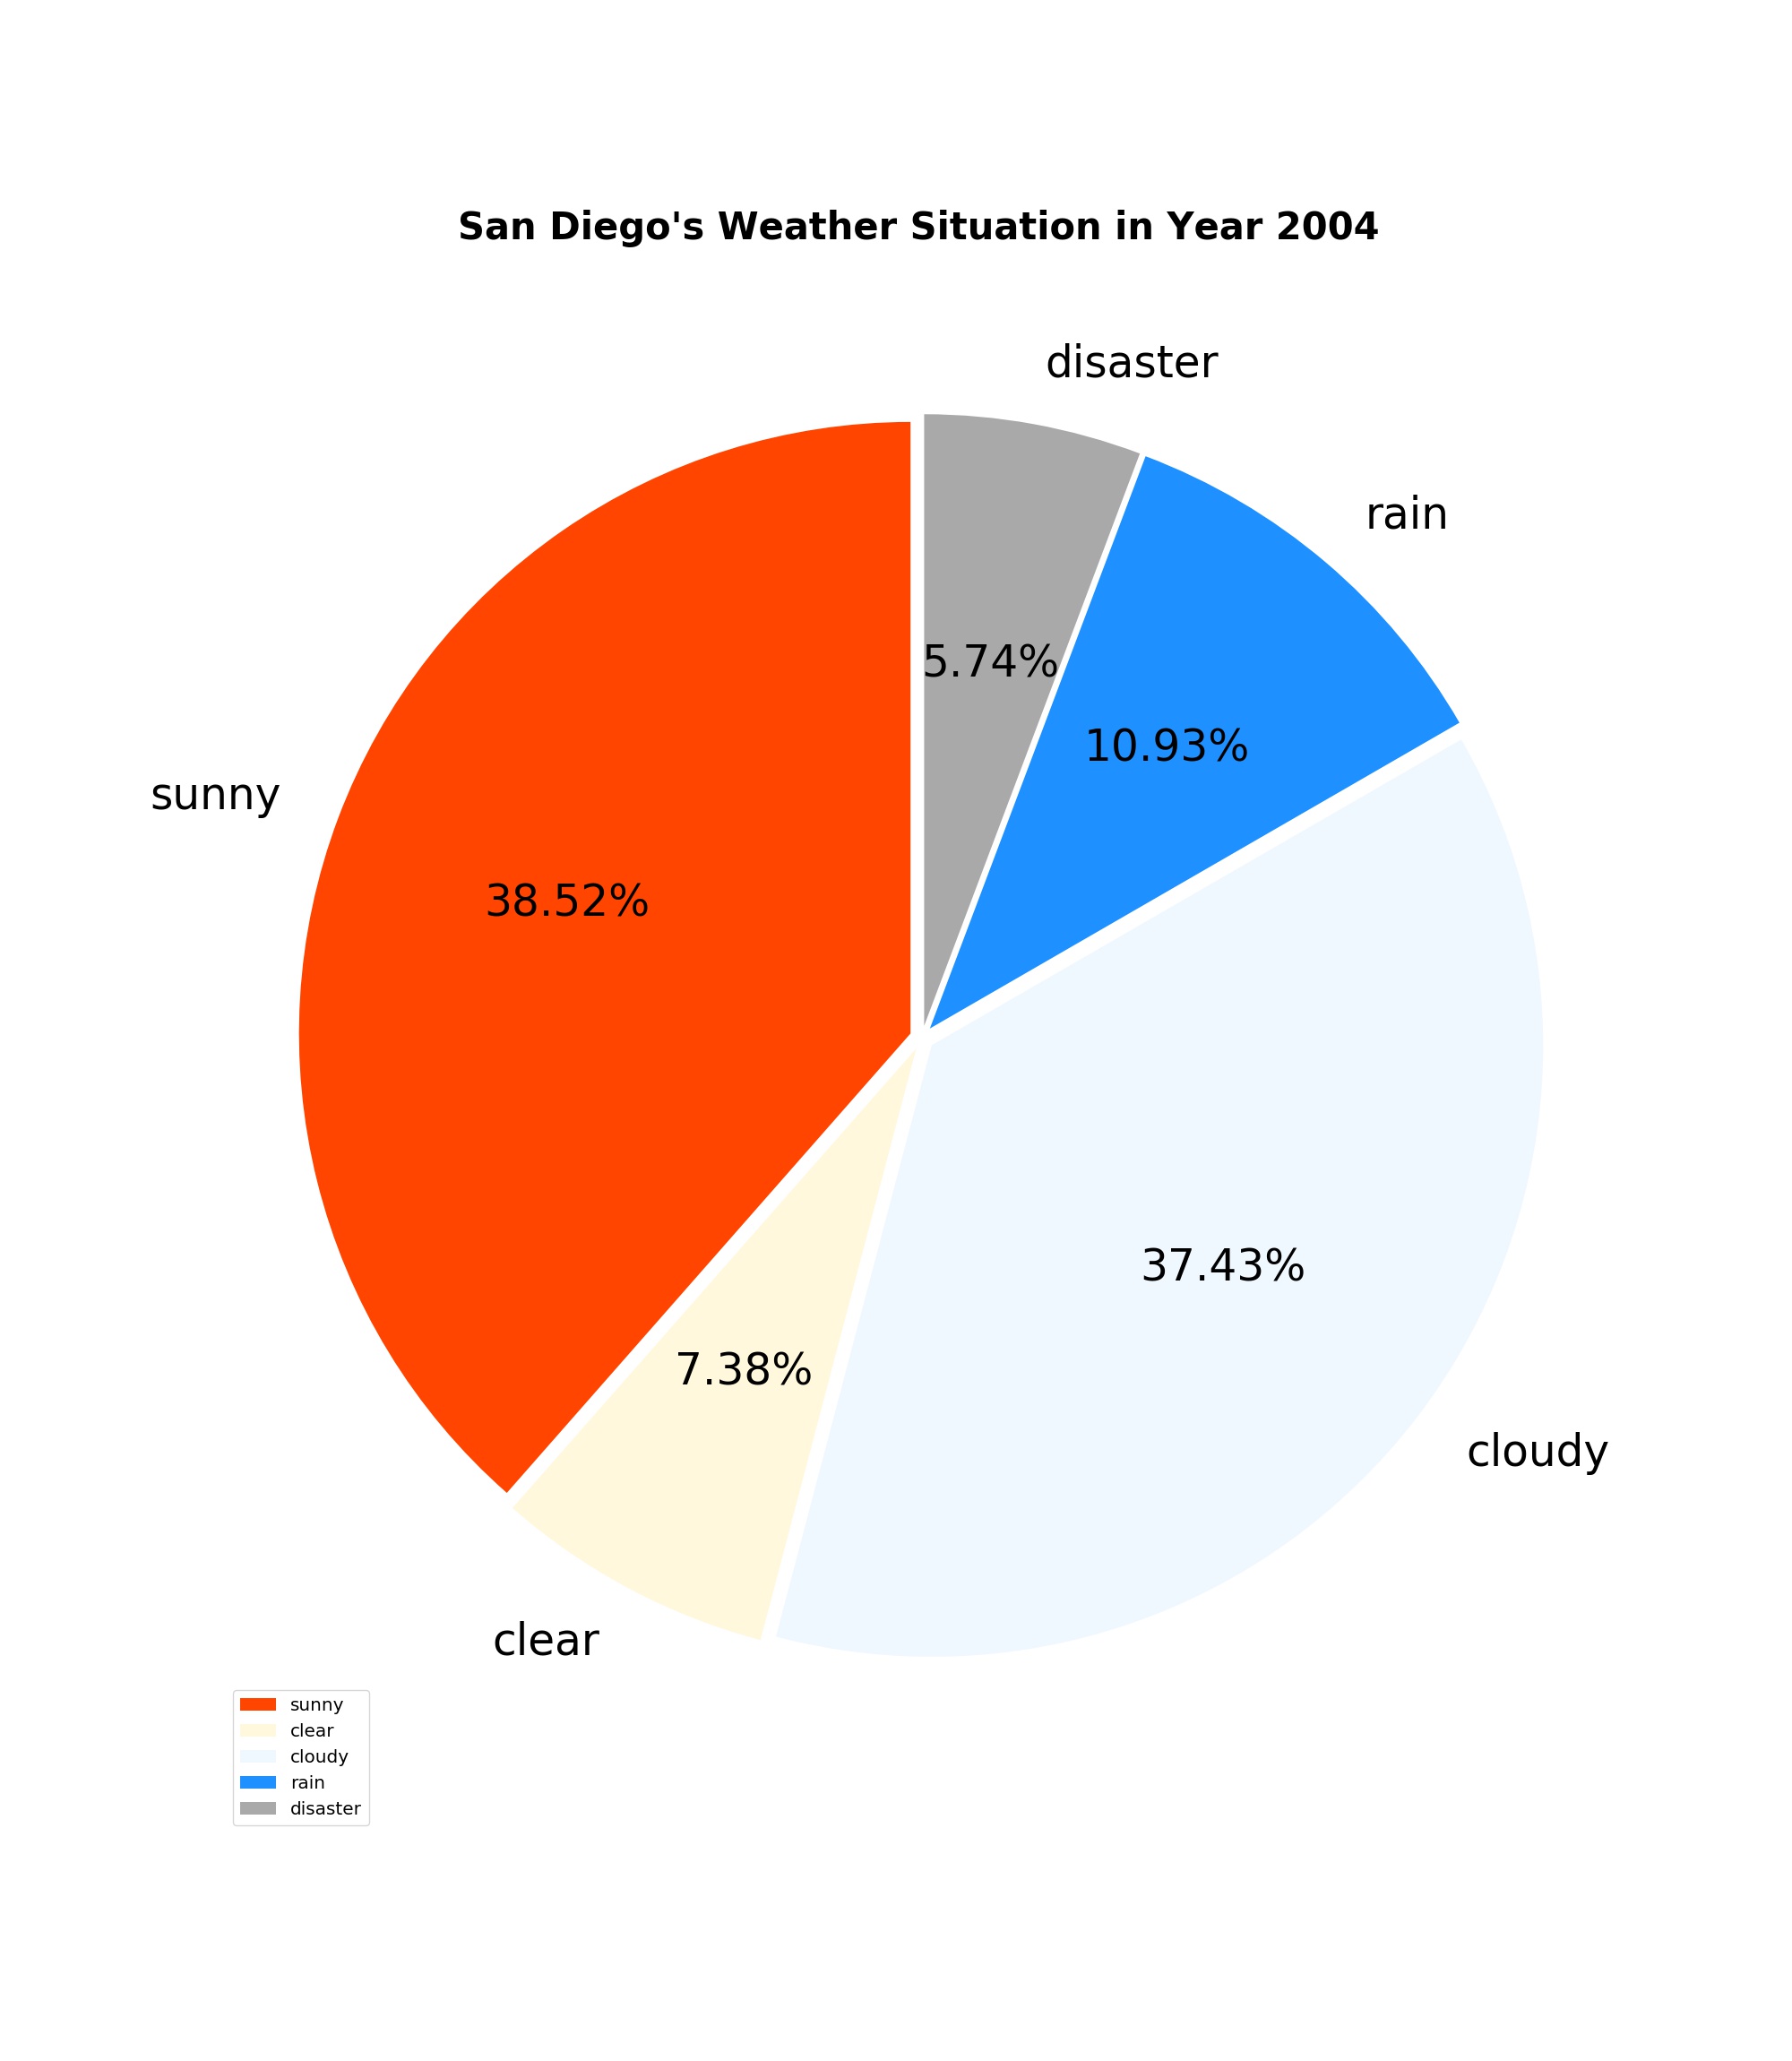 San Diego's Weather Situation in Year 2004
disaster
rain
5.74%
10.93%
sunny
38.52%
37.43%
7.38%
cloudy
clear
sunny
clear
cloudy
rain
disaster